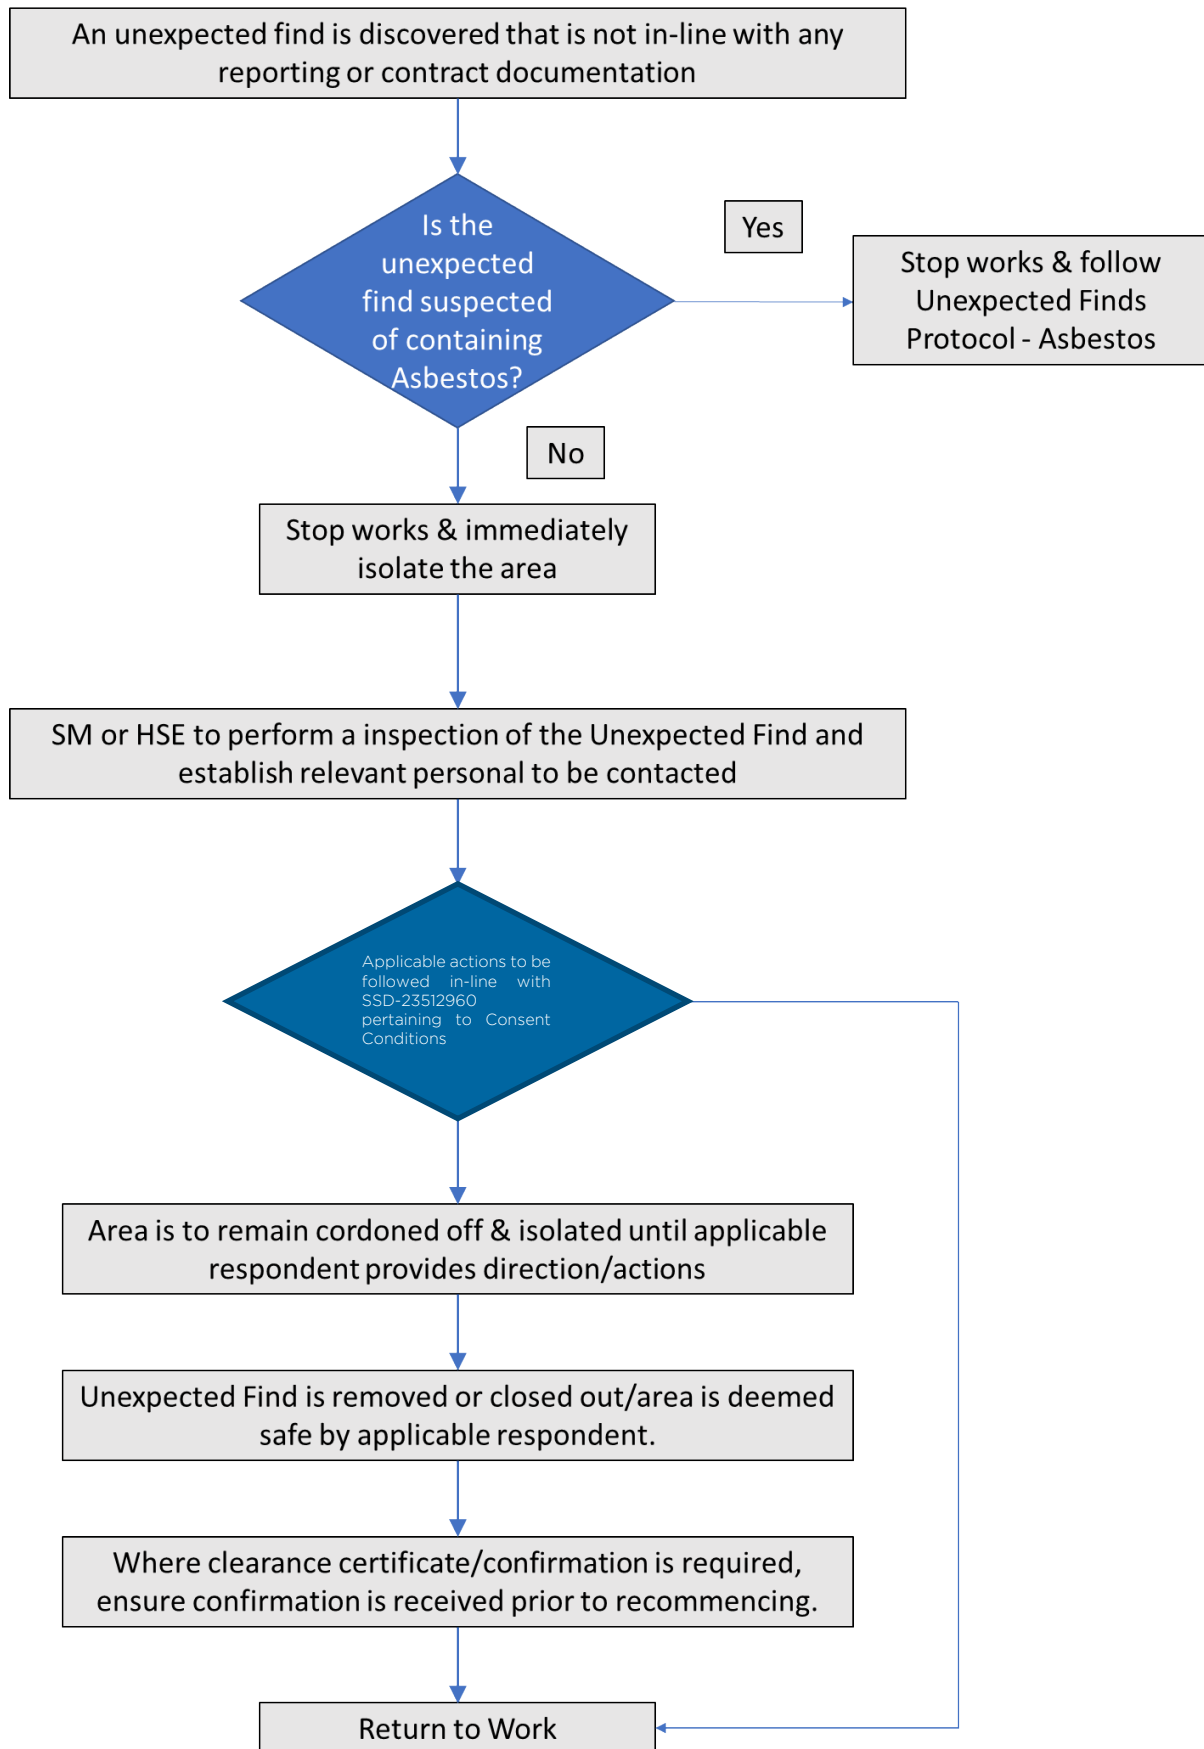 An unexpected find is discovered that is not in-line with any
reporting or contract documentation
Is the
unexpected
find suspected
of containing
Asbestos?
Yes
Stop works & follow
Unexpected Finds
Protocol - Asbestos
No
Stop works & immediately
isolate the area
SM or HSE to perform a inspection of the Unexpected Find and
establish relevant personal to be contacted
Applicable actions to be
followed in-line with
SSD-23512960
pertaining to Consent
Conditions
Area is to remain cordoned off & isolated until applicable
respondent provides direction/actions
Unexpected Find is removed or closed out/area is deemed
safe by applicable respondent.
Where clearance certificate/confirmation is required,
ensure confirmation is received prior to recommencing.
Return to Work